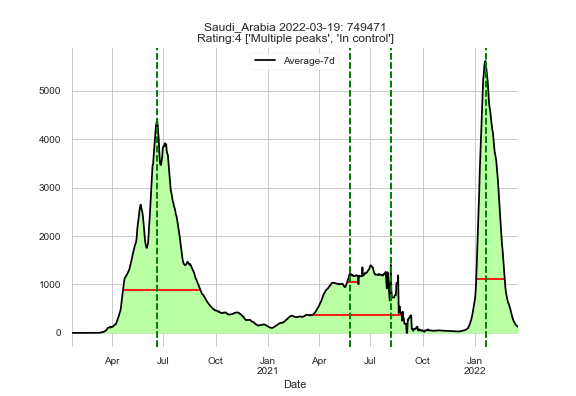 Saudi_Arabia 2022-03-19: 749471
Rating:4 ['Multiple peaks', 'In control']
Average-7d
5000
4000
3000
2000
1000
0
Apr Jul Oct Jan Apr Jul Oct Jan
2021 2022
Date